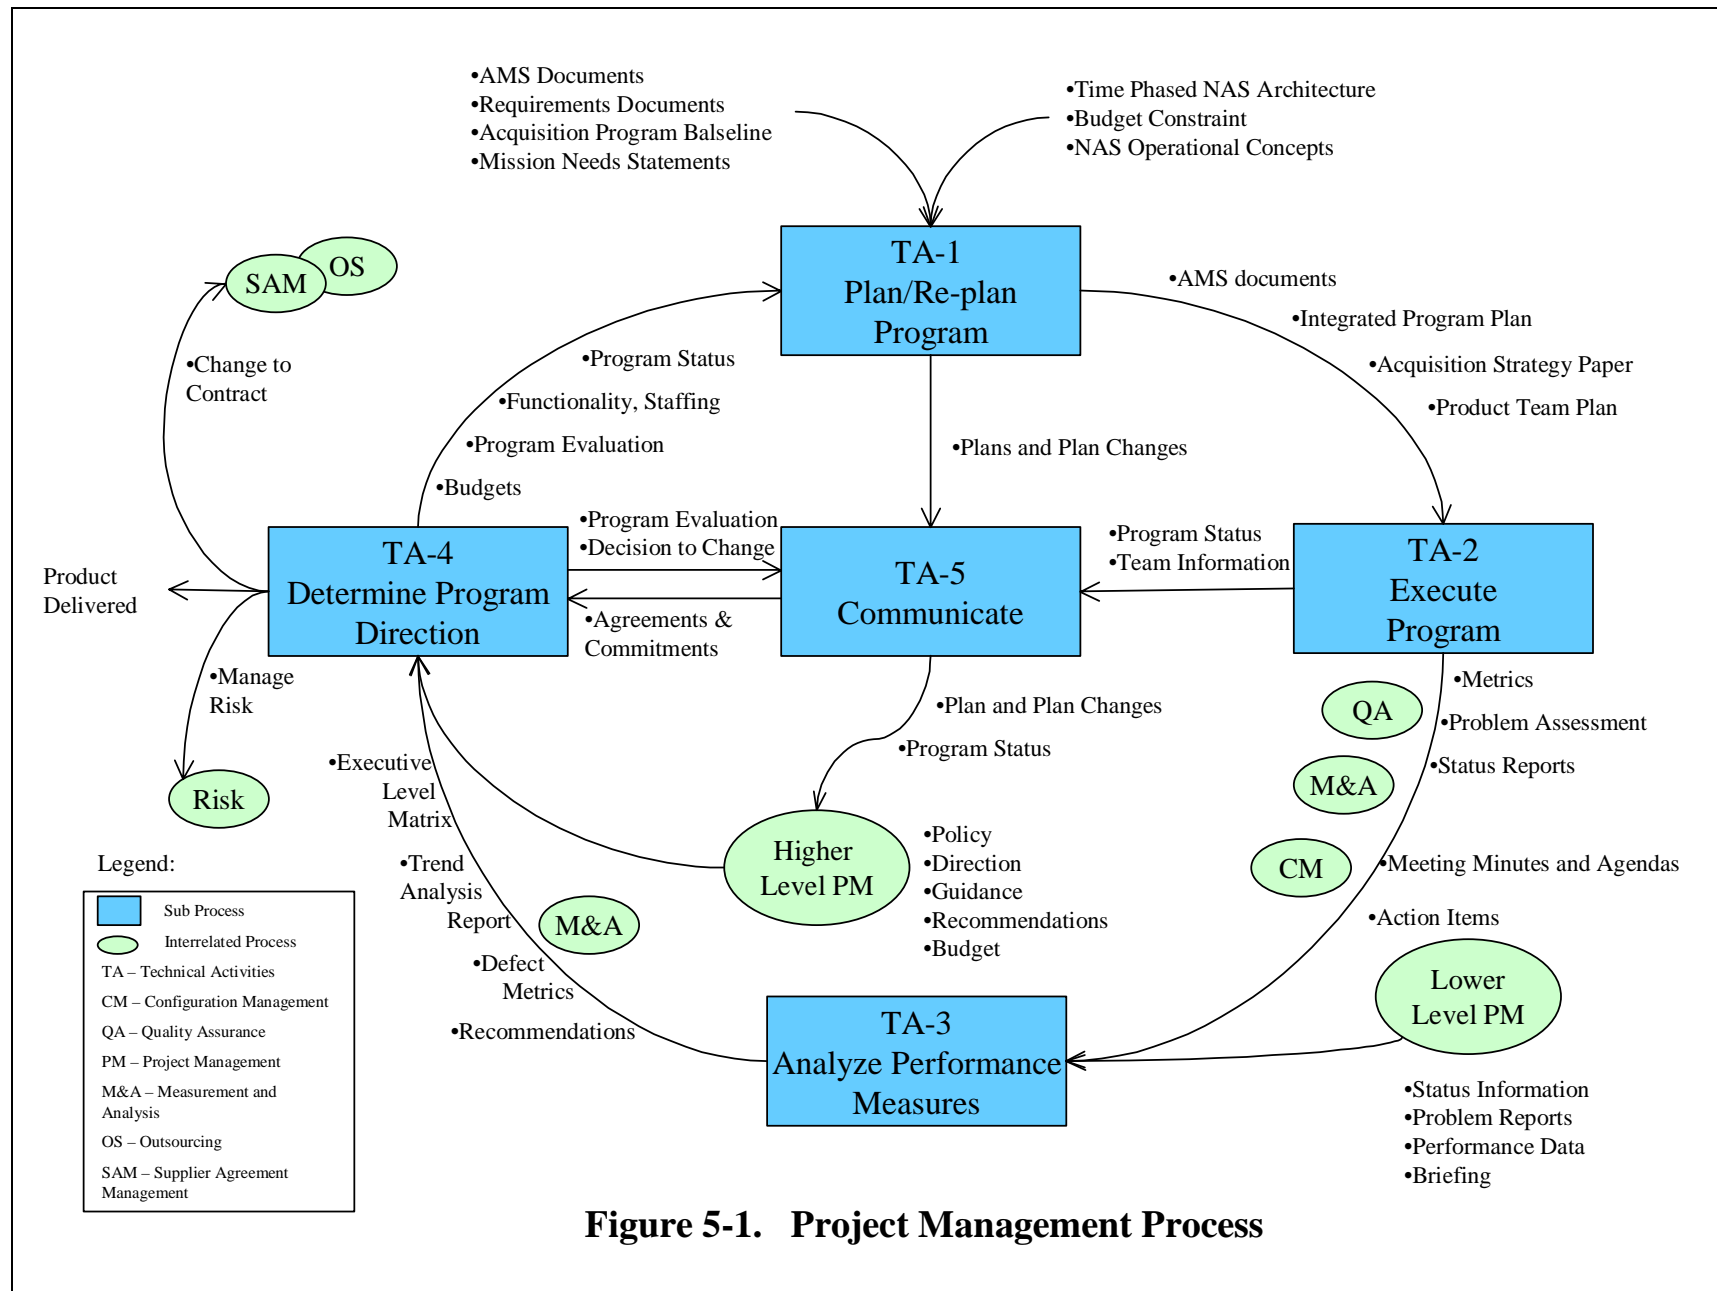 •AMS Documents
•Requirements Documents
•Acquisition Program Balseline
•Mission Needs Statements
•Time Phased NAS Architecture
•Budget Constraint
•NAS Operational Concepts
TA-1
Plan/Re-plan
Program
SAM
OS
•Change to
Contract
•Program Status
•Functionality, Staffing
•Program Evaluation
•Budgets
•AMS documents
•Integrated Program Plan
•Acquisition Strategy Paper
•Product Team Plan
•Plans and Plan Changes
Product
Delivered
TA-4
Determine Program
Direction
•Program Evaluation
•Decision to Change
•Agreements &
Commitments
TA-5
Communicate
•Program Status
•Team Information
TA-2
Execute
Program
•Manage
Risk
Risk
•Plan and Plan Changes
•Program Status
QA
M&A
CM
•Metrics
•Problem Assessment
•Status Reports
•Meeting Minutes and Agendas
•Action Items
•Executive
Level
Matrix
•Trend
Analysis
Report
•Defect
Metrics
•Recommendations
M&A
Higher
Level PM
•Policy
•Direction
•Guidance
•Recommendations
•Budget
Lower
Level PM
•Status Information
•Problem Reports
•Performance Data
•Briefing
TA-3
Analyze Performance
Measures
Legend:
Sub Process
Interrelated Process
TA – Technical Activities
CM – Configuration Management
QA – Quality Assurance
PM – Project Management
M&A – Measurement and
Analysis
OS – Outsourcing
SAM – Supplier Agreement
Management
Figure 5-1. Project Management Process